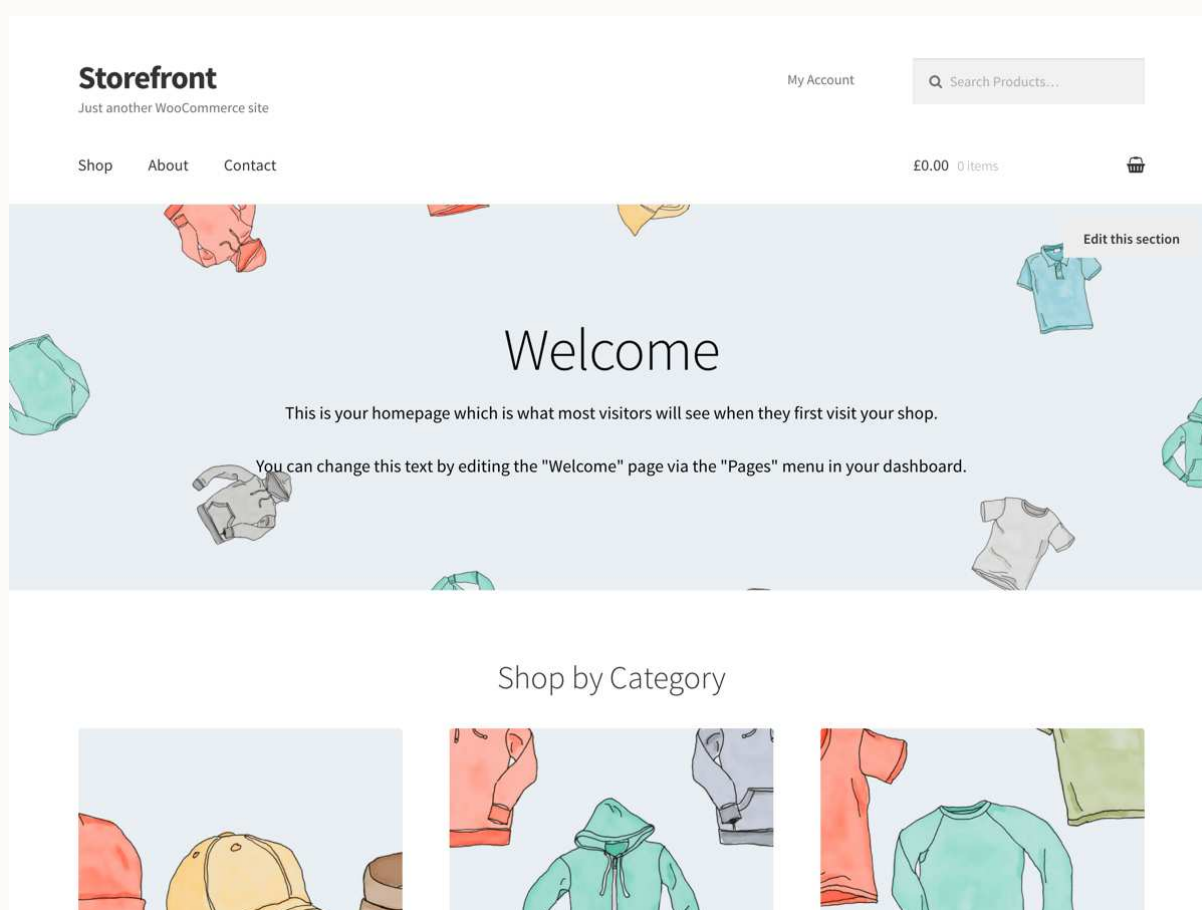 Storefront
Just another WooCommerce site
My Account
Search Products...
Shop About Contact
£0.00 0 items
Edit this section
Welcome
This is your homepage which is what most visitors will see when they first visit your shop.
You can change this text by editing the "Welcome" page via the "Pages" menu in your dashboard.
Shop by Category